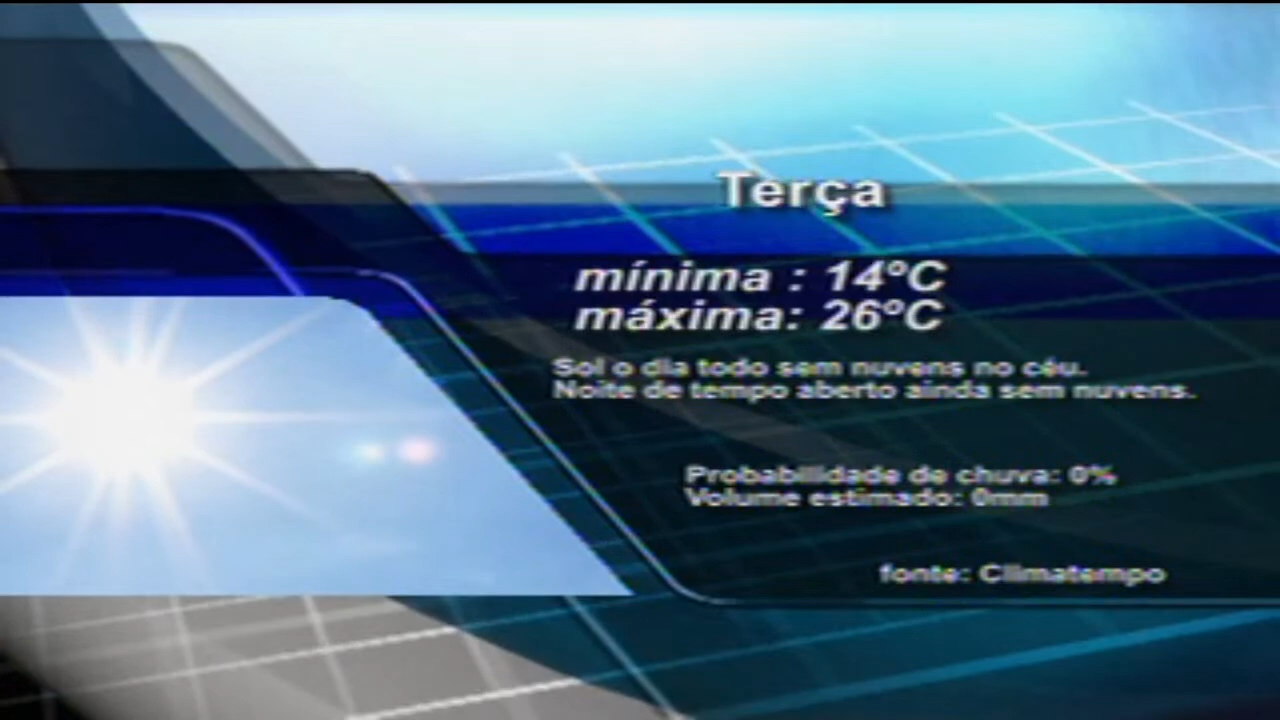 Terça
mínima : 14ºC
máxima: 26ºC
Sol o dia todo sem nuvens no céu.
Noite de tempo aberto ainda sem nuvens.
Probabilidade de chuva: 0%
Volume estimado: 0mm
fonte: Climatempo